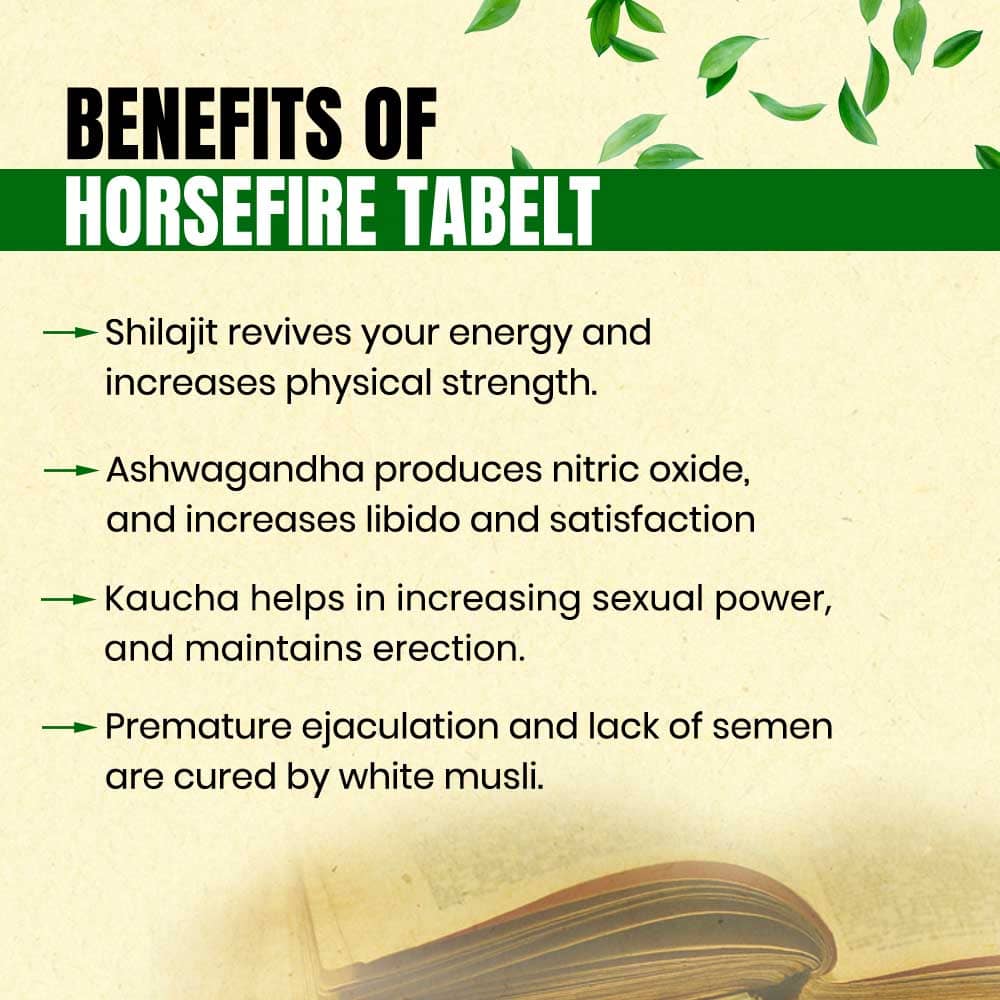 BENEFITS OF
HORSEFIRE TABELT
Shilajit revives your energy and
increases physical strength.
Ashwagandha produces nitric oxide,
and increases libido and satisfaction
Kaucha helps in increasing sexual power,
and maintains erection.
Premature ejaculation and lack of semen
are cured by white musli.